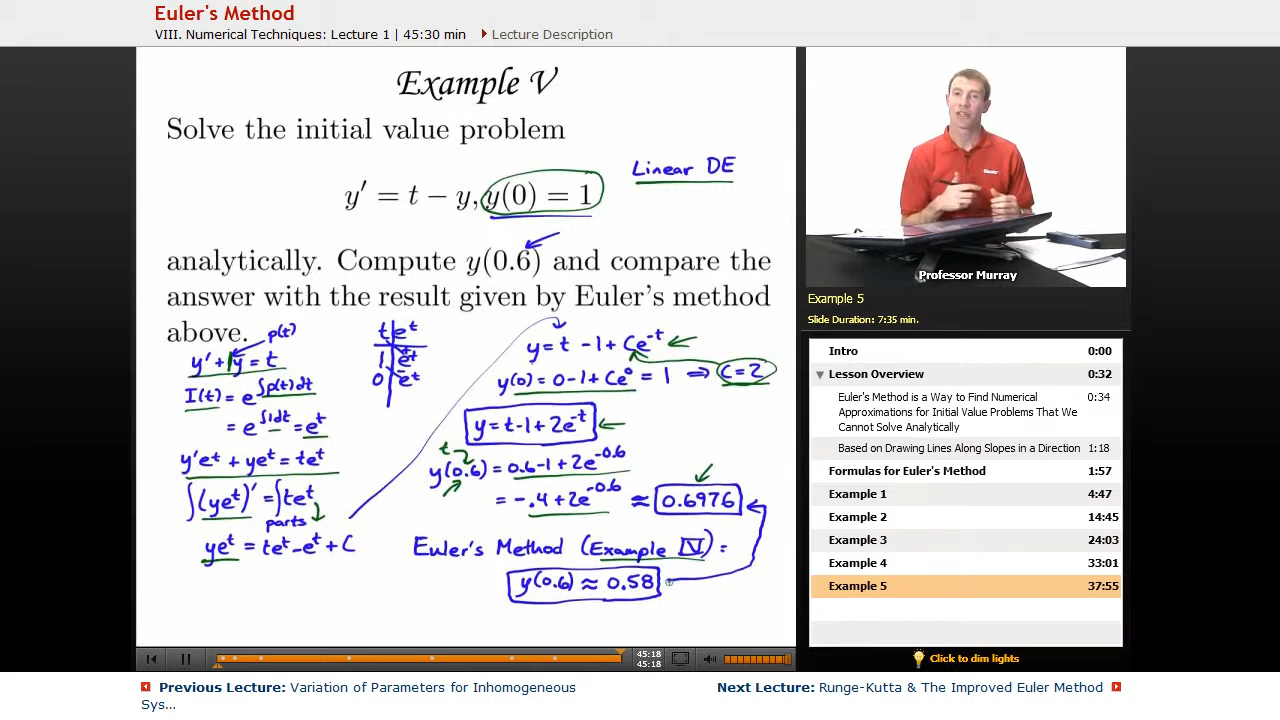 Euler's Method
VIII. Numerical Techniques: Lecture 1 | 45:30 min
Lecture Description
Example V
Solve the initial value problem
y′ = t − y, y(0) = 1
Linear DE
analytically. Compute y(0.6) and compare the
answer with the result given by Euler's method
above.
p(t)
y' + 1y = t
I(t) = e^∫p(t)dt
= e^∫1dt = e^t
y'e^t + ye^t = te^t
∫(ye^t)' = ∫te^t
parts
ye^t = te^t - e^t + C
t e^t
1 e^t
0 e^t
+
-
y = t - 1 + Ce^-t
y(0) = 0 - 1 + Ce^0 = 1 ⇒ C = 2
y = t - 1 + 2e^-t
t
y(0.6) = 0.6 - 1 + 2e^-0.6
= -.4 + 2e^-0.6 ≈ 0.6976
Euler's Method (Example IV):
y(0.6) ≈ 0.58
Professor Murray
Example 5
Slide Duration: 7:35 min.
Intro 0:00
Lesson Overview 0:32
Euler's Method is a Way to Find Numerical 0:34
Approximations for Initial Value Problems That We
Cannot Solve Analytically
Based on Drawing Lines Along Slopes in a Direction 1:18
Formulas for Euler's Method 1:57
Example 1 4:47
Example 2 14:45
Example 3 24:03
Example 4 33:01
Example 5 37:55
45:18
45:18
Click to dim lights
Previous Lecture: Variation of Parameters for Inhomogeneous
Sys...
Next Lecture: Runge-Kutta & The Improved Euler Method